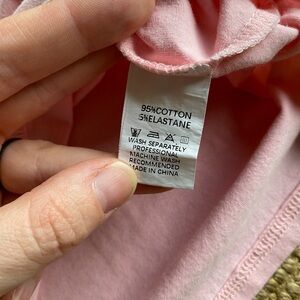 95%COTTON
5%ELASTANE
WASH SEPARATELY
PROFESSIONAL
MACHINE WASH
RECOMMENDED
MADE IN CHINA